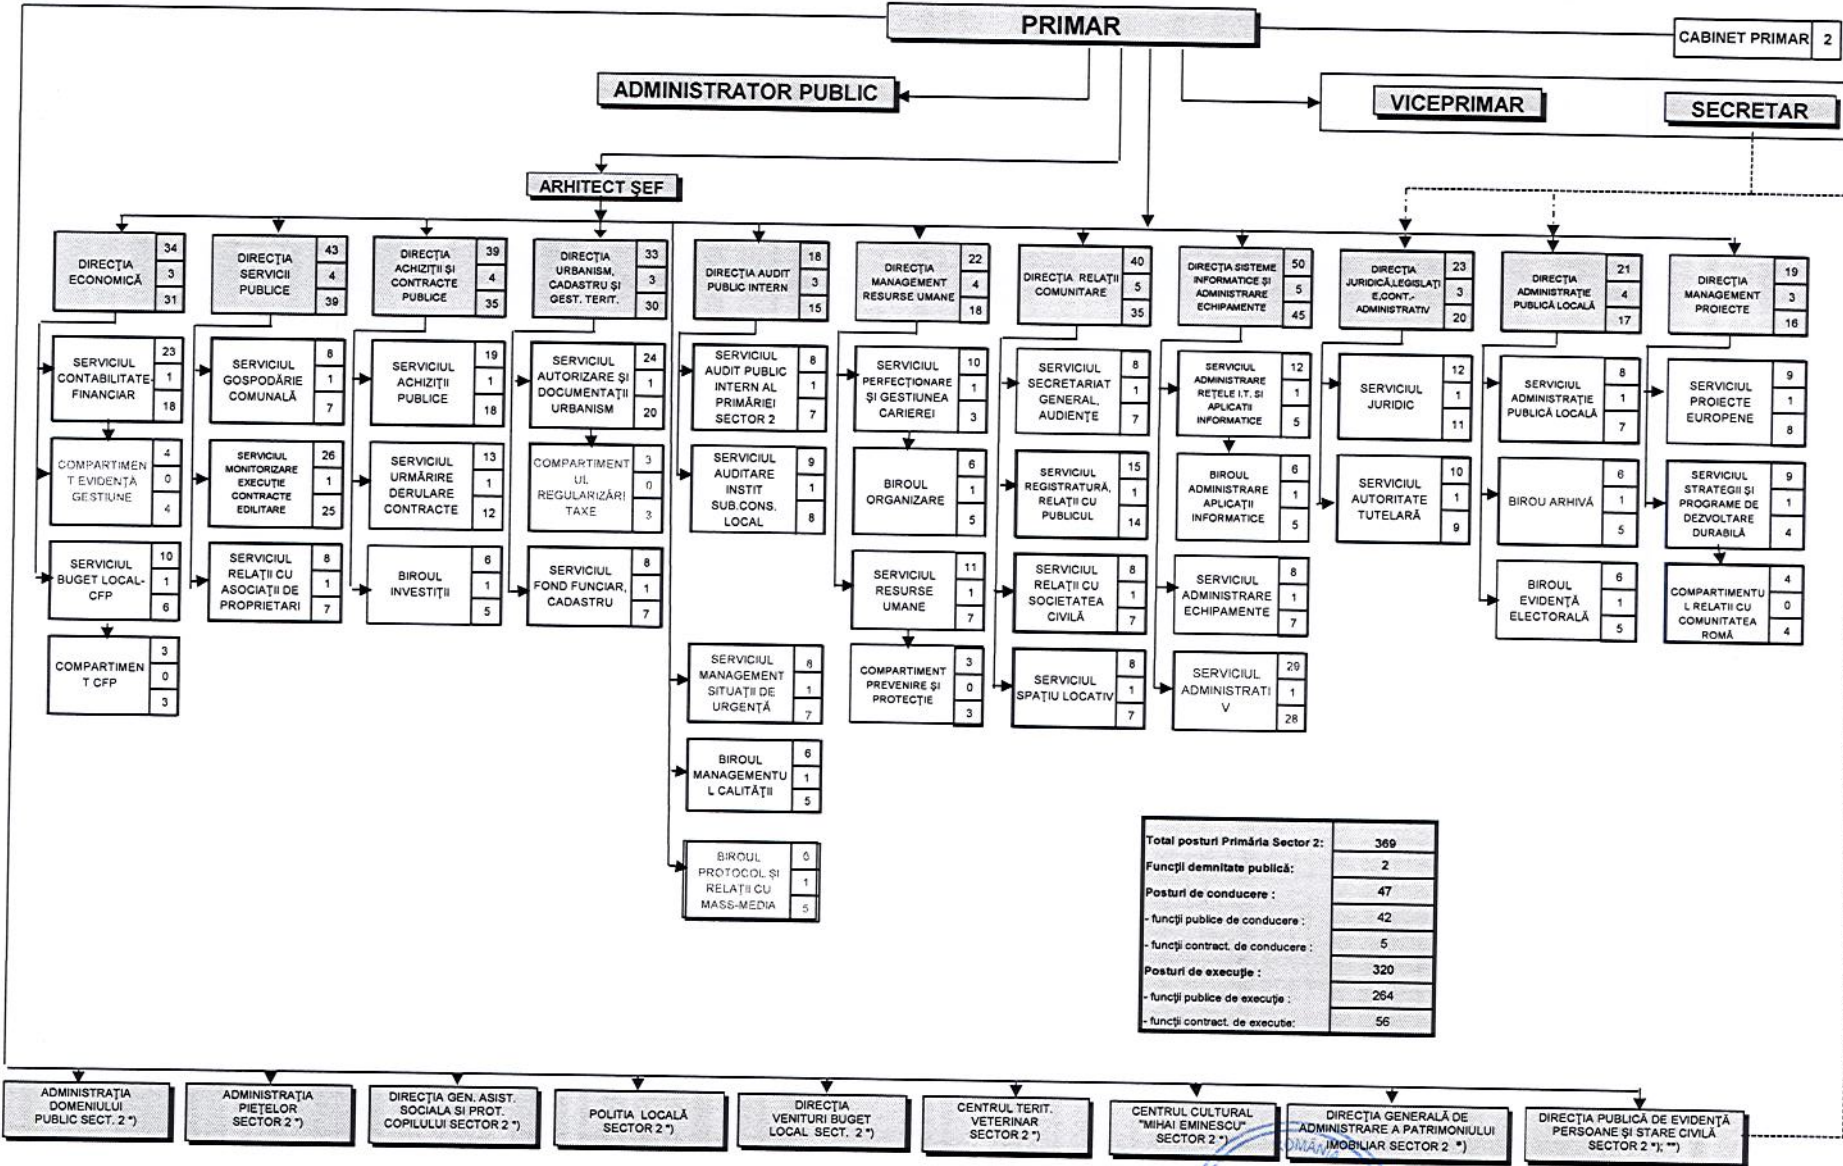 PRIMAR
CABINET PRIMAR 2
ADMINISTRATOR PUBLIC
VICEPRIMAR
SECRETAR
ARHITECT ŞEF
DIRECŢIA
ECONOMICĂ
34
3
31
DIRECŢIA
SERVICII
PUBLICE
43
4
39
DIRECŢIA
ACHIZIŢII ŞI
CONTRACTE
PUBLICE
39
4
35
DIRECŢIA
URBANISM,
CADASTRU ŞI
GEST. TERIT.
33
3
30
DIRECŢIA AUDIT
PUBLIC INTERN
18
3
15
DIRECŢIA
MANAGEMENT
RESURSE UMANE
22
4
18
DIRECŢIA RELAŢII
COMUNITARE
40
5
35
DIRECŢIA SISTEME
INFORMATICE ŞI
ADMINISTRARE
ECHIPAMENTE
50
5
45
DIRECŢIA
JURIDICĂ,LEGISLAŢI
E,CONT.-
ADMINISTRATIV
23
3
20
DIRECŢIA
ADMINISTRAŢIE
PUBLICĂ LOCALĂ
21
4
17
DIRECŢIA
MANAGEMENT
PROIECTE
19
3
16
SERVICIUL
CONTABILITATE-
FINANCIAR
23
1
18
COMPARTIMEN
T EVIDENŢĂ
GESTIUNE
4
0
4
SERVICIUL
BUGET LOCAL-
CFP
10
1
6
COMPARTIMEN
T CFP
3
0
3
SERVICIUL
GOSPODĂRIE
COMUNALĂ
8
1
7
SERVICIUL
MONITORIZARE
EXECUŢIE
CONTRACTE
EDILITARE
26
1
25
SERVICIUL
RELAŢII CU
ASOCIAŢII DE
PROPRIETARI
8
1
7
SERVICIUL
ACHIZIŢII
PUBLICE
19
1
18
SERVICIUL
URMĂRIRE
DERULARE
CONTRACTE
13
1
12
BIROUL
INVESTIŢII
6
1
5
SERVICIUL
AUTORIZARE ŞI
DOCUMENTAŢII
URBANISM
24
1
20
COMPARTIMENT
UL
REGULARIZĂRI
TAXE
3
0
3
SERVICIUL
FOND FUNCIAR,
CADASTRU
8
1
7
SERVICIUL
AUDIT PUBLIC
INTERN AL
PRIMĂRIEI
SECTOR 2
8
1
7
SERVICIUL
AUDITARE
INSTIT
SUB.CONS.
LOCAL
9
1
8
SERVICIUL
MANAGEMENT
SITUAŢII DE
URGENŢĂ
8
1
7
BIROUL
MANAGEMENTU
L CALITĂŢII
6
1
5
BIROUL
PROTOCOL ŞI
RELAŢII CU
MASS-MEDIA
6
1
5
SERVICIUL
PERFECŢIONARE
ŞI GESTIUNEA
CARIEREI
10
1
3
BIROUL
ORGANIZARE
6
1
5
SERVICIUL
RESURSE
UMANE
11
1
7
COMPARTIMENT
PREVENIRE ŞI
PROTECŢIE
3
0
3
SERVICIUL
SECRETARIAT
GENERAL,
AUDIENŢE
8
1
7
SERVICIUL
REGISTRATURĂ,
RELAŢII CU
PUBLICUL
15
1
14
SERVICIUL
RELAŢII CU
SOCIETATEA
CIVILĂ
8
1
7
SERVICIUL
SPAŢIU LOCATIV
8
1
7
SERVICIUL
ADMINISTRARE
REŢELE I.T. SI
APLICATII
INFORMATICE
12
1
5
BIROUL
ADMINISTRARE
APLICAŢII
INFORMATICE
6
1
5
SERVICIUL
ADMINISTRARE
ECHIPAMENTE
8
1
7
SERVICIUL
ADMINISTRATI
V
29
1
28
SERVICIUL
JURIDIC
12
1
11
SERVICIUL
AUTORITATE
TUTELARĂ
10
1
9
SERVICIUL
ADMINISTRAŢIE
PUBLICĂ LOCALĂ
8
1
7
BIROU ARHIVĂ
6
1
5
BIROUL
EVIDENŢĂ
ELECTORALĂ
6
1
5
SERVICIUL
PROIECTE
EUROPENE
9
1
8
SERVICIUL
STRATEGII ŞI
PROGRAME DE
DEZVOLTARE
DURABILĂ
9
1
4
COMPARTIMENTU
L RELATII CU
COMUNITATEA
ROMĂ
4
0
4
Total posturi Primăria Sector 2: 369
Funcţii demnitate publică: 2
Posturi de conducere : 47
- funcţii publice de conducere : 42
- funcţii contract. de conducere : 5
Posturi de execuţie : 320
- funcţii publice de execuţie : 264
- funcţii contract. de executie: 56
ADMINISTRAŢIA
DOMENIULUI
PUBLIC SECT. 2 *)
ADMINISTRAŢIA
PIEŢELOR
SECTOR 2 *)
DIRECŢIA GEN. ASIST.
SOCIALA SI PROT.
COPILULUI SECTOR 2 *)
POLITIA LOCALĂ
SECTOR 2 *)
DIRECŢIA
VENITURI BUGET
LOCAL SECT. 2 *)
CENTRUL TERIT.
VETERINAR
SECTOR 2 *)
CENTRUL CULTURAL
"MIHAI EMINESCU"
SECTOR 2 *)
DIRECŢIA GENERALĂ DE
ADMINISTRARE A PATRIMONIULUI
IMOBILIAR SECTOR 2 *)
DIRECŢIA PUBLICĂ DE EVIDENŢĂ
PERSOANE ŞI STARE CIVILĂ
SECTOR 2 *); **)
ROMÂNIA